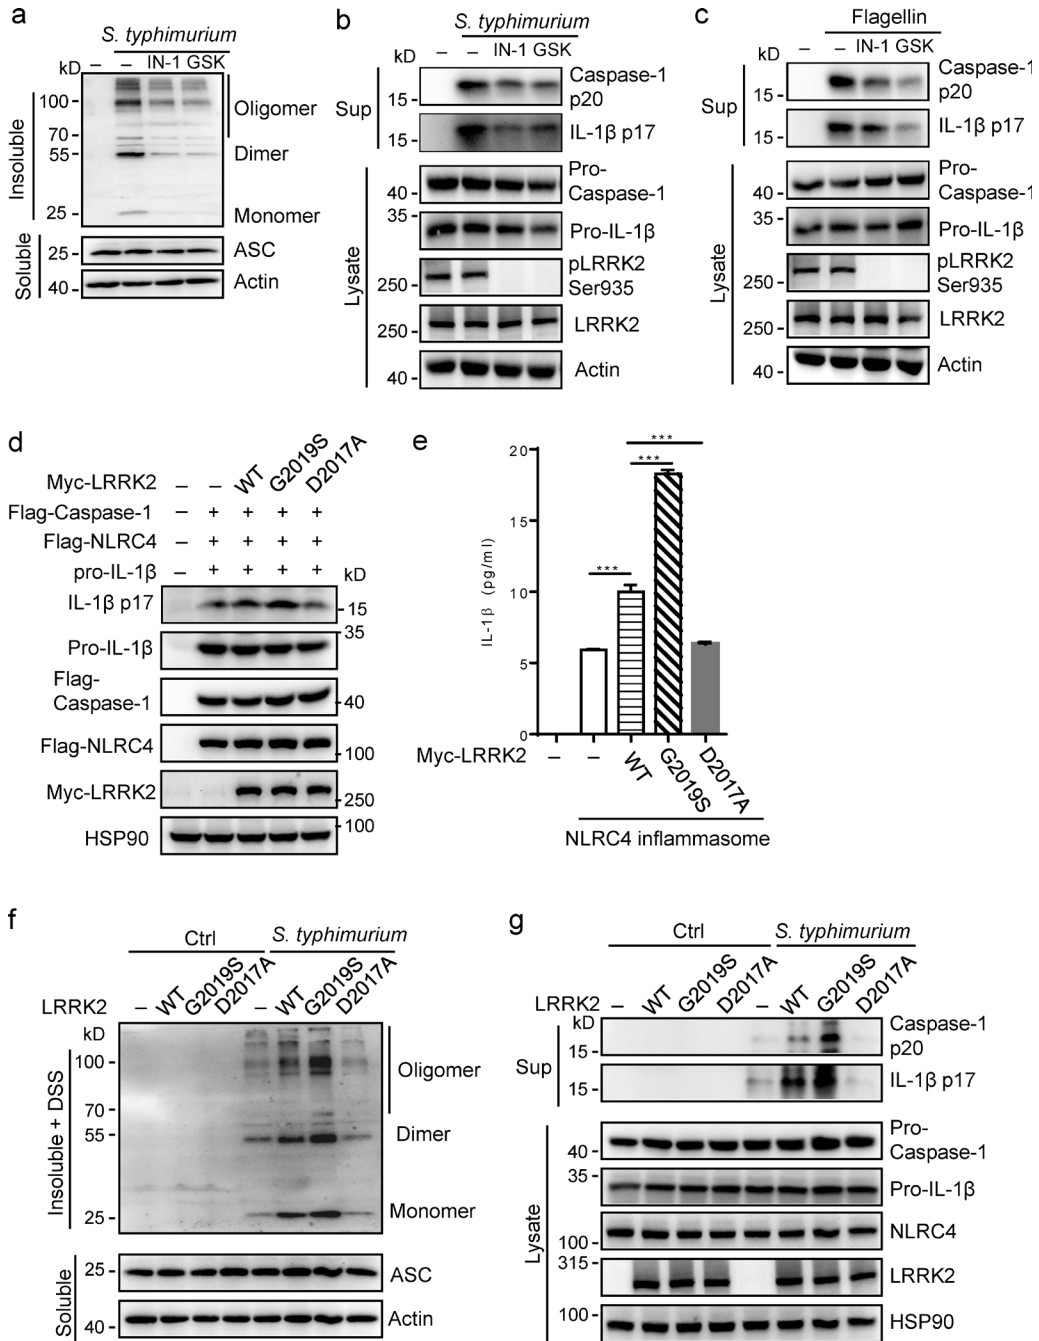 a
S. typhimurium
kD – – IN-1 GSK
Insoluble
100
70
55
25
Oligomer
Dimer
Monomer
Soluble
25
40
ASC
Actin
b
S. typhimurium
– – IN-1 GSK
kD
Sup
15
Caspase-1
p20
15
IL-1β p17
Lysate
40
Pro-
Caspase-1
35
Pro-IL-1β
250
pLRRK2
Ser935
250
LRRK2
40
Actin
c
Flagellin
– – IN-1 GSK
kD
Sup
15
Caspase-1
p20
15
IL-1β p17
Lysate
40
Pro-
Caspase-1
35
Pro-IL-1β
250
pLRRK2
Ser935
250
LRRK2
40
Actin
d
Myc-LRRK2 – – WT G2019S D2017A
Flag-Caspase-1 – + + + +
Flag-NLRC4 – + + + +
pro-IL-1β – + + + +
kD
IL-1β p17
15
35
Pro-IL-1β
Flag-
Caspase-1
40
Flag-NLRC4
100
Myc-LRRK2
250
100
HSP90
e
IL-1β (pg/ml)
20
15
10
5
0
***
***
***
Myc-LRRK2 – – WT G2019S D2017A
NLRC4 inflammasome
f
Ctrl S. typhimurium
LRRK2 – WT G2019S D2017A – WT G2019S D2017A
kD
Insoluble + DSS
100
70
55
25
Oligomer
Dimer
Monomer
Soluble
25
ASC
40
Actin
g
Ctrl S. typhimurium
LRRK2 – WT G2019S D2017A – WT G2019S D2017A
kD
Sup
15
Caspase-1
p20
15
IL-1β p17
Lysate
40
Pro-
Caspase-1
35
Pro-IL-1β
100
NLRC4
315
LRRK2
100
HSP90